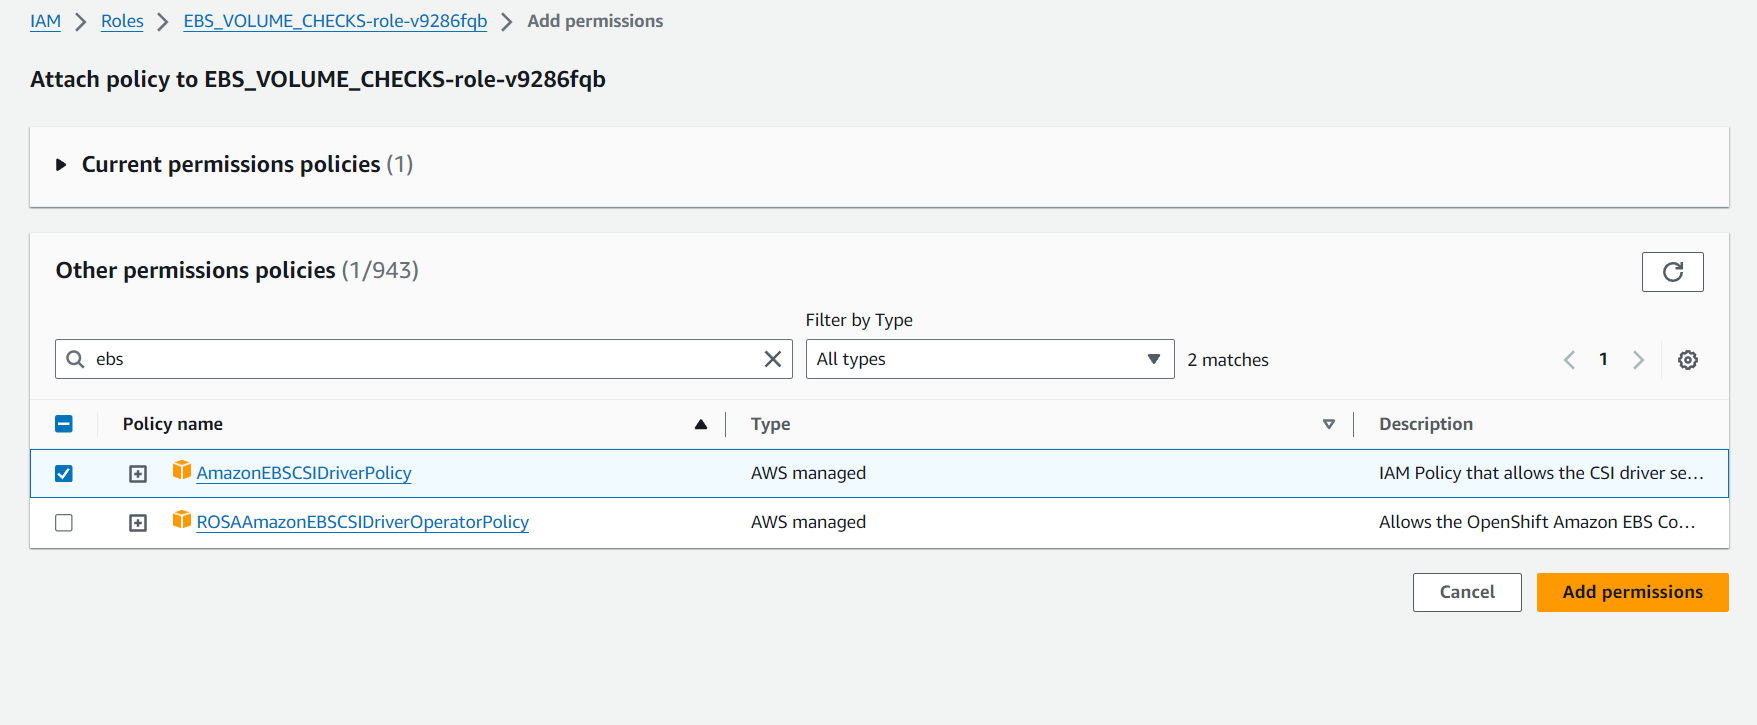 IAM > Roles > EBS_VOLUME_CHECKS-role-v9286fqb > Add permissions
Attach policy to EBS_VOLUME_CHECKS-role-v9286fqb
Current permissions policies (1)
Other permissions policies (1/943)
Filter by Type
ebs All types 2 matches 1
Policy name Type Description
AmazonEBSCSIDriverPolicy AWS managed IAM Policy that allows the CSI driver se...
ROSAAmazonEBSCSIDriverOperatorPolicy AWS managed Allows the OpenShift Amazon EBS Co...
Cancel Add permissions